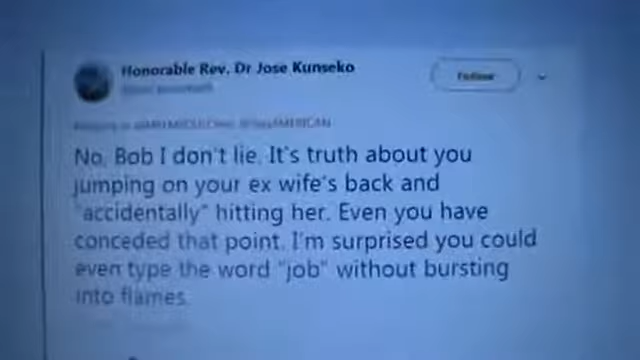 Honorable Rev. Dr Jose Kunseko
Follow
No, Bob I don't lie. It's truth about you
jumping on your ex wife's back and
"accidentally" hitting her. Even you have
conceded that point. I'm surprised you could
even type the word "job" without bursting
into flames.